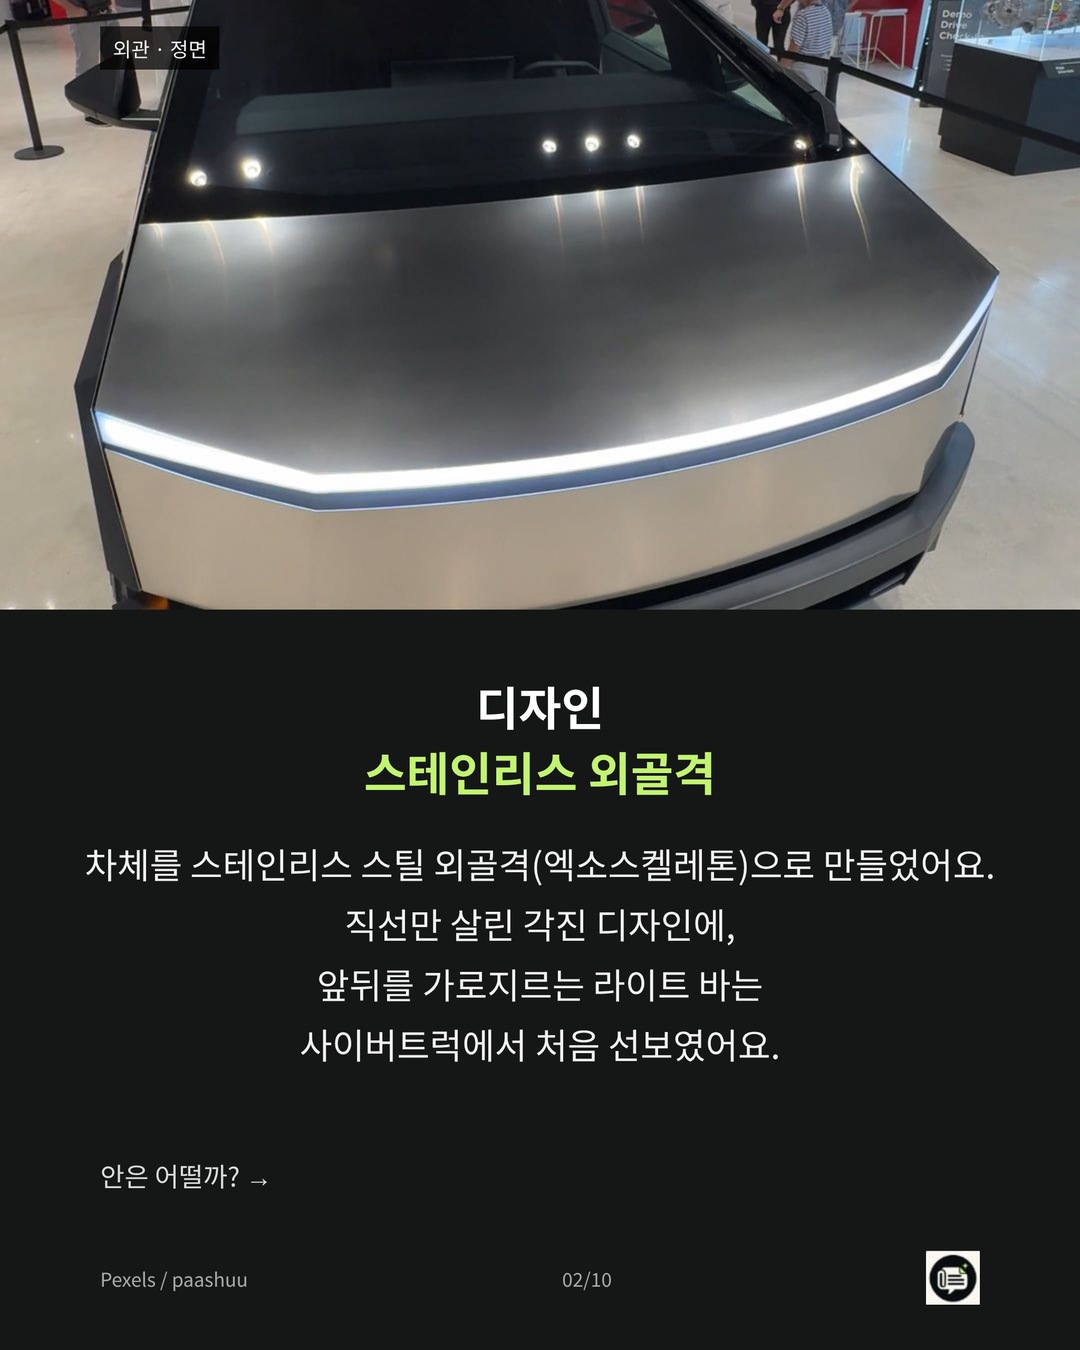 외관 · 정면
Demo
Drive
디자인
스테인리스 외골격
차체를 스테인리스 스틸 외골격(엑소스켈레톤)으로 만들었어요.
직선만 살린 각진 디자인에,
앞뒤를 가로지르는 라이트 바는
사이버트럭에서 처음 선보였어요.
안은 어떨까? →
Pexels / paashuu
02/10